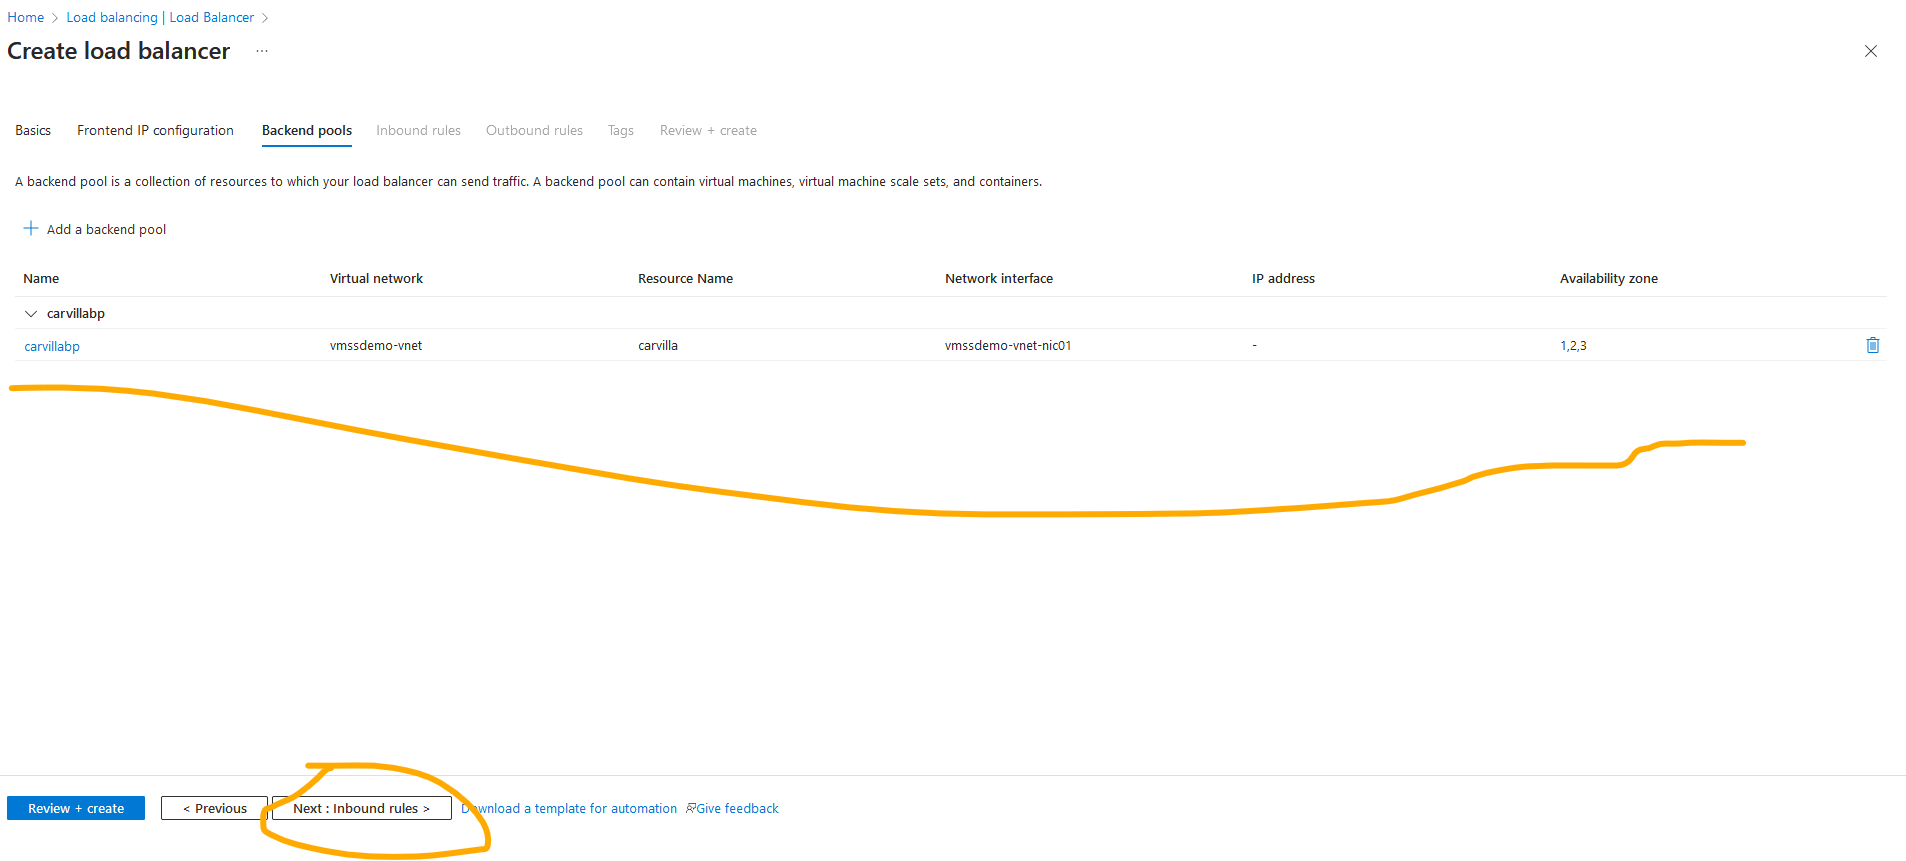 Home > Load balancing | Load Balancer >
Create load balancer ...
Basics Frontend IP configuration Backend pools Inbound rules Outbound rules Tags Review + create
A backend pool is a collection of resources to which your load balancer can send traffic. A backend pool can contain virtual machines, virtual machine scale sets, and containers.
+ Add a backend pool
Name Virtual network Resource Name Network interface IP address Availability zone
carvillabp
carvillabp vmssdemo-vnet carvilla vmssdemo-vnet-nic01 - 1,2,3
Review + create < Previous Next : Inbound rules > Download a template for automation Give feedback